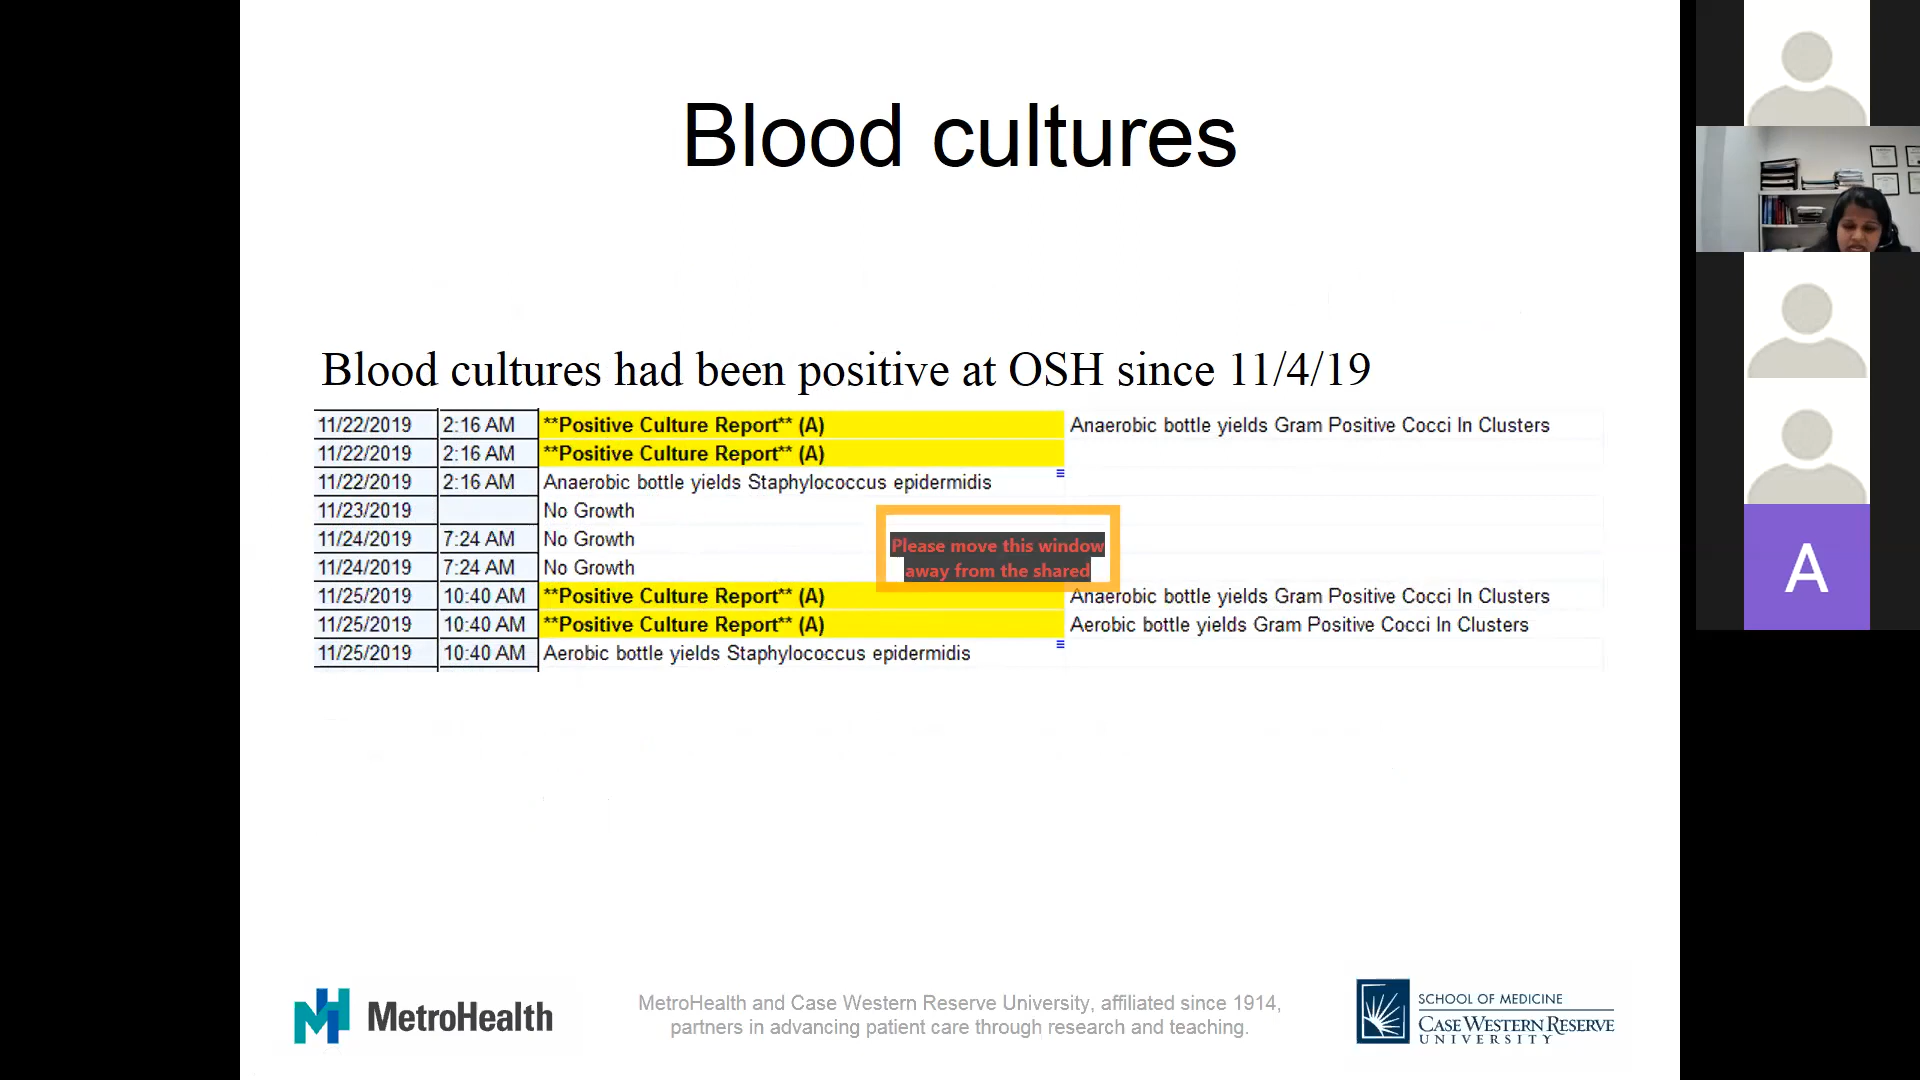 Blood cultures
Blood cultures had been positive at OSH since 11/4/19
11/22/2019 2:16 AM **Positive Culture Report** (A) Anaerobic bottle yields Gram Positive Cocci In Clusters
11/22/2019 2:16 AM **Positive Culture Report** (A)
11/22/2019 2:16 AM Anaerobic bottle yields Staphylococcus epidermidis
11/23/2019 No Growth
11/24/2019 7:24 AM No Growth
11/24/2019 7:24 AM No Growth
Please move this window
away from the shared
11/25/2019 10:40 AM **Positive Culture Report** (A) Anaerobic bottle yields Gram Positive Cocci In Clusters
11/25/2019 10:40 AM **Positive Culture Report** (A) Aerobic bottle yields Gram Positive Cocci In Clusters
11/25/2019 10:40 AM Aerobic bottle yields Staphylococcus epidermidis
A
MetroHealth
MetroHealth and Case Western Reserve University, affiliated since 1914,
partners in advancing patient care through research and teaching.
SCHOOL OF MEDICINE
CASE WESTERN RESERVE
UNIVERSITY